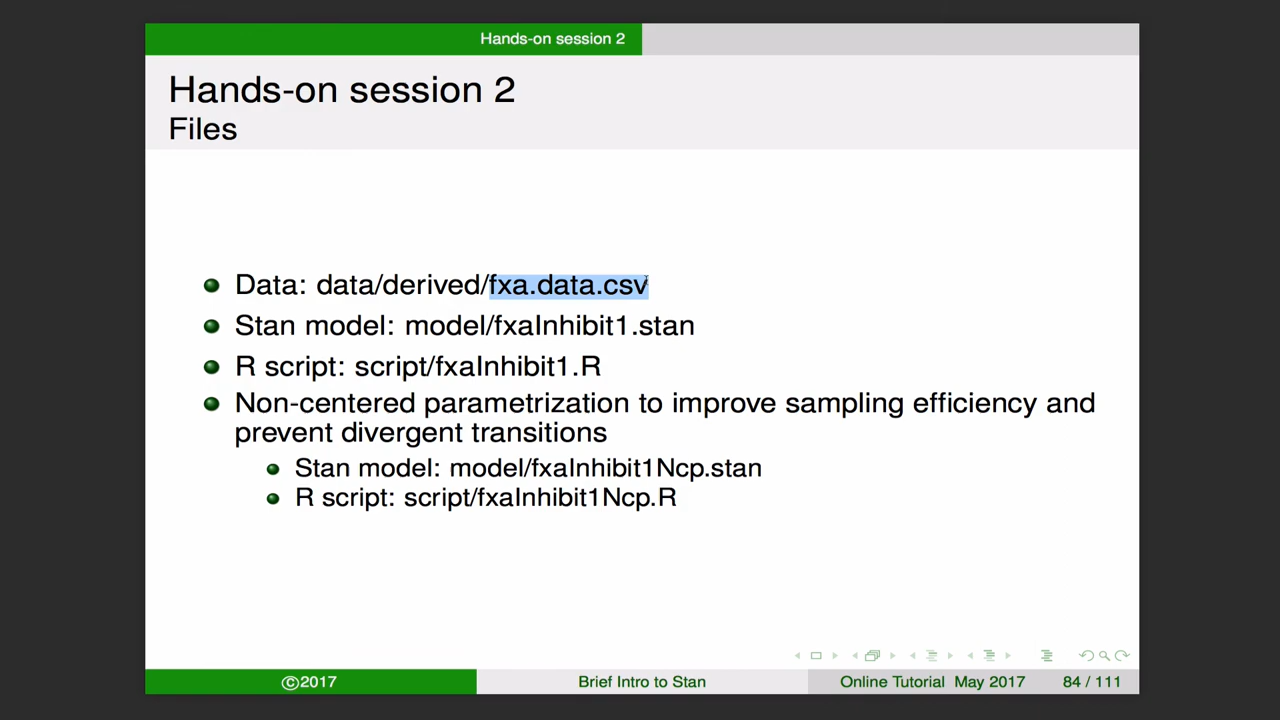 Hands-on session 2
Hands-on session 2
Files
Data: data/derived/fxa.data.csv
Stan model: model/fxaInhibit1.stan
R script: script/fxaInhibit1.R
Non-centered parametrization to improve sampling efficiency and
prevent divergent transitions
Stan model: model/fxaInhibit1Ncp.stan
R script: script/fxaInhibit1Ncp.R
©2017
Brief Intro to Stan
Online Tutorial May 2017
84 / 111